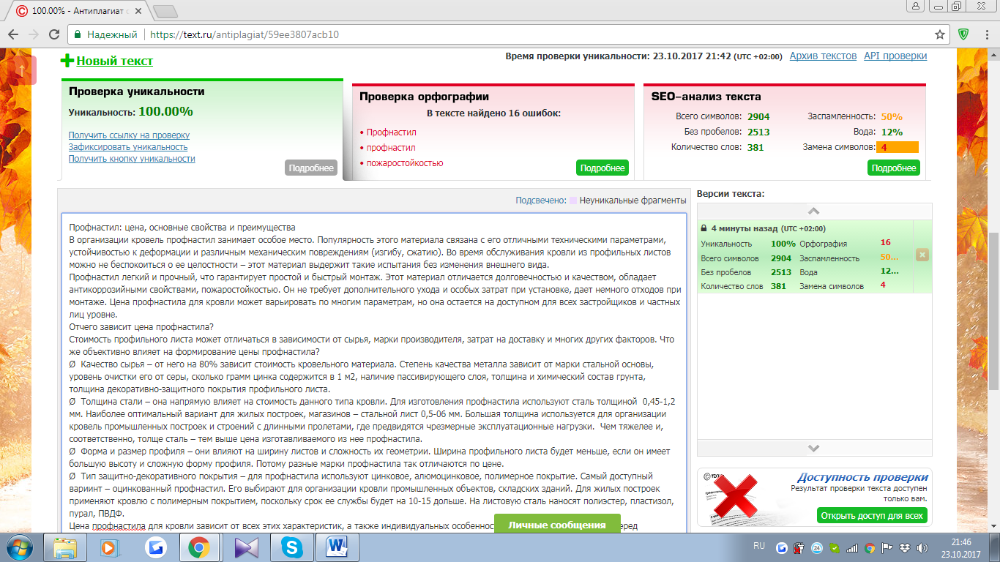 100.00% - Антиплагиат
Надежный
https://text.ru/antiplagiat/59ee3807acb10
Новый текст
Время проверки уникальности: 23.10.2017 21:42 (UTC +02:00) Архив текстов API проверки
Проверка уникальности
Уникальность: 100.00%
Получить ссылку на проверку
Зафиксировать уникальность
Получить кнопку уникальности
Подробнее
Проверка орфографии
В тексте найдено 16 ошибок:
• Профнастил
• профнастил
• пожаростойкостью
Подробнее
SEO-анализ текста
Всего символов: 2904 Заспамленность: 50%
Без пробелов: 2513 Вода: 12%
Количество слов: 381 Замена символов: 4
Подробнее
Подсвечено: Неуникальные фрагменты
Профнастил: цена, основные свойства и преимущества
В организации кровель профнастил занимает особое место. Популярность этого материала связана с его отличными техническими параметрами,
устойчивостью к деформации и различным механическим повреждениям (изгибу, сжатию). Во время обслуживания кровли из профильных листов
можно не беспокоиться о ее целостности – этот материал выдержит такие испытания без изменения внешнего вида.
Профнастил легкий и прочный, что гарантирует простой и быстрый монтаж. Этот материал отличается долговечностью и качеством, обладает
антикоррозийными свойствами, пожаростойкостью. Он не требует дополнительного ухода и особых затрат при установке, дает немного отходов при
монтаже. Цена профнастила для кровли может варьировать по многим параметрам, но она остается на доступном для всех застройщиков и частных
лиц уровне.
Отчего зависит цена профнастила?
Стоимость профильного листа может отличаться в зависимости от сырья, марки производителя, затрат на доставку и многих других факторов. Что
же объективно влияет на формирование цены профнастила?
Ø Качество сырья – от него на 80% зависит стоимость кровельного материала. Степень качества металла зависит от марки стальной основы,
уровень очистки его от серы, сколько грамм цинка содержится в 1 м2, наличие пассивирующего слоя, толщина и химический состав грунта,
толщина декоративно-защитного покрытия профильного листа.
Ø Толщина стали – она напрямую влияет на стоимость данного типа кровли. Для изготовления профнастила используют сталь толщиной 0,45-1,2
мм. Наиболее оптимальный вариант для жилых построек, магазинов – стальной лист 0,5-06 мм. Большая толщина используется для организации
кровель промышленных построек и строений с длинными пролетами, где предвидятся чрезмерные эксплуатационные нагрузки. Чем тяжелее и,
соответственно, толще сталь – тем выше цена изготавливаемого из нее профнастила.
Ø Форма и размер профиля – они влияют на ширину листов и сложность их геометрии. Ширина профильного листа будет меньше, если он имеет
большую высоту и сложную форму профиля. Потому разные марки профнастила так отличаются по цене.
Ø Тип защитно-декоративного покрытия – для профнастила используют цинковое, алюмоцинковое, полимерное покрытие. Самый доступный
вариинт – оцинкованный профнастил. Его выбирают для организации кровли промышленных объектов, складских зданий. Для жилых построек
применяют кровлю с полимерным покрытием, поскольку срок ее службы будет на 10-15 дольше. На листовую сталь наносят полиэстер, пластизол,
пурал, ПВДФ.
Цена профнастила для кровли зависит от всех этих характеристик, а также индивидуальных особеннос
Личные сообщения
еред
Версии текста:
4 минуты назад (UTC +02:00)
Уникальность 100% Орфография 16
Всего символов 2904 Заспамленность 50...
Без пробелов 2513 Вода 12...
Количество слов 381 Замена символов 4
Доступность проверки
Результат проверки текста доступен
только вам.
Открыть доступ для всех
RU
24
21:46
23.10.2017